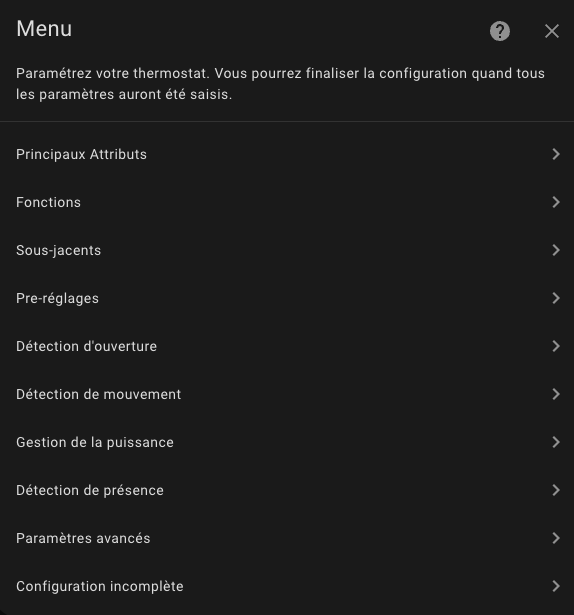 Menu
Paramétrez votre thermostat. Vous pourrez finaliser la configuration quand tous
les paramètres auront été saisis.
Principaux Attributs
Fonctions
Sous-jacents
Pre-réglages
Détection d'ouverture
Détection de mouvement
Gestion de la puissance
Détection de présence
Paramètres avancés
Configuration incomplète